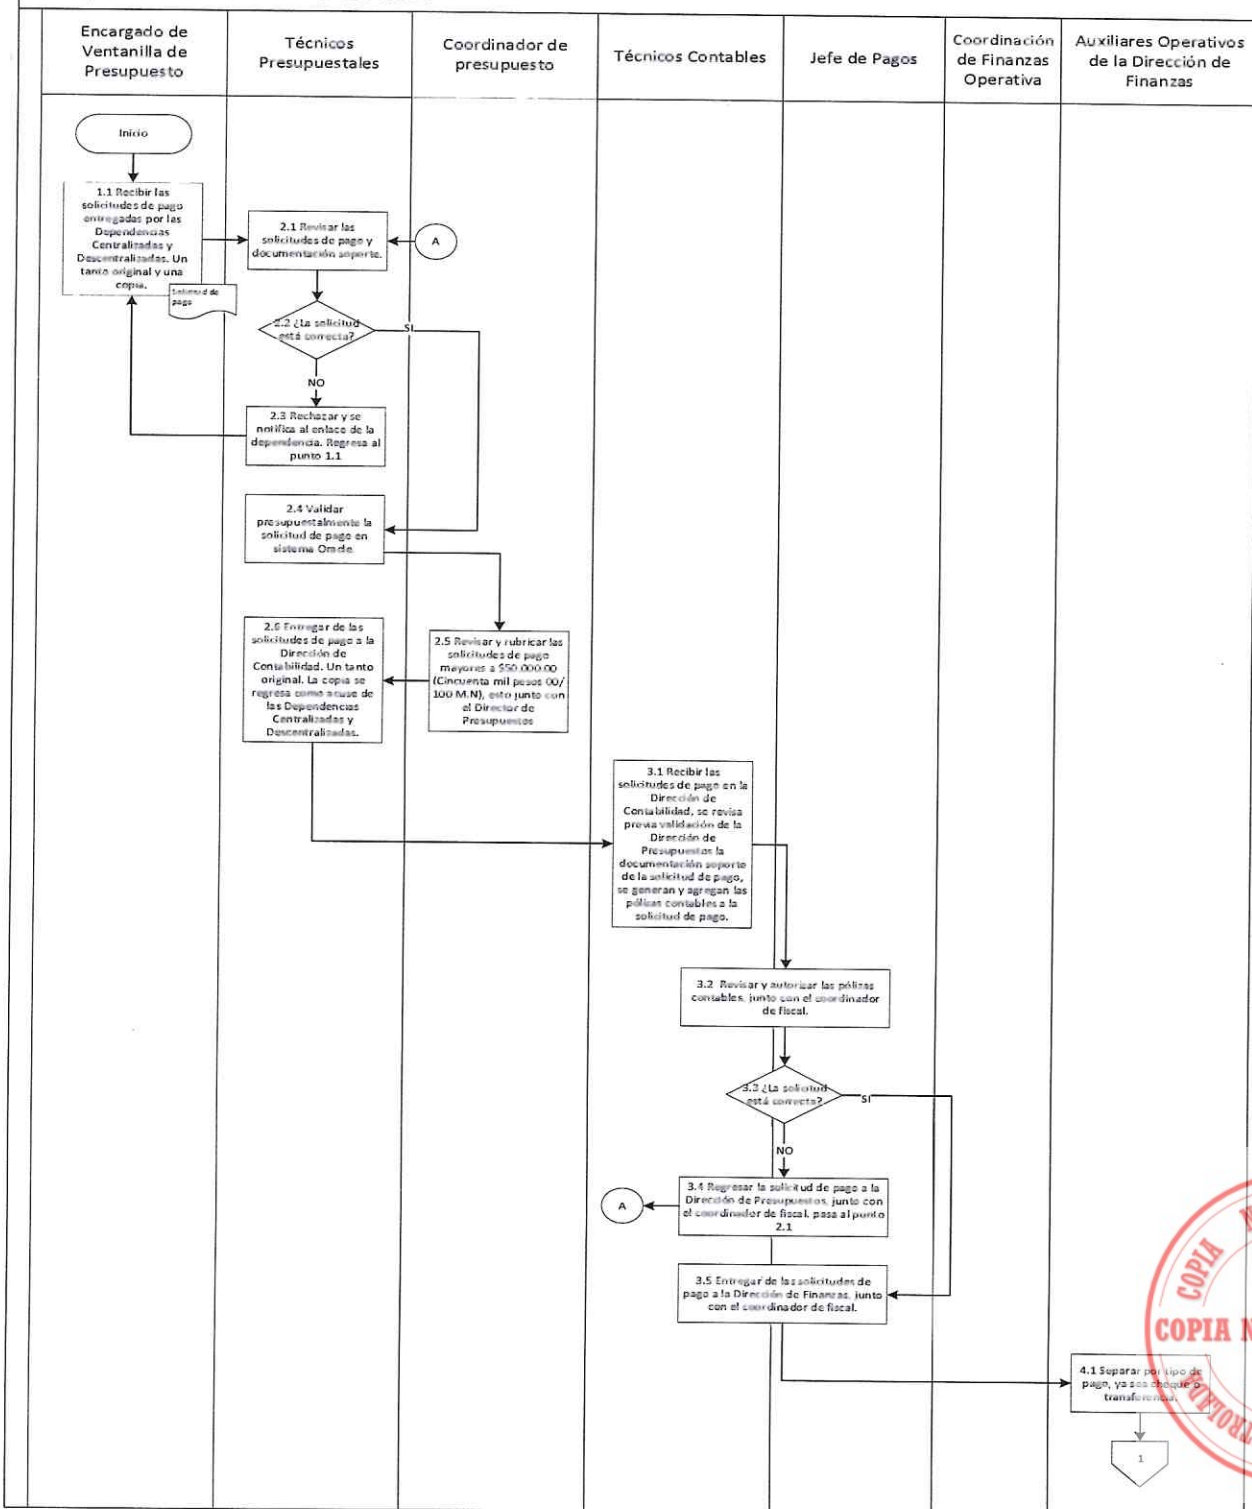 Encargado de
Ventanilla de
Presupuesto
Técnicos
Presupuestales
Coordinador de
presupuesto
Técnicos Contables
Jefe de Pagos
Coordinación
de Finanzas
Operativa
Auxiliares Operativos
de la Dirección de
Finanzas
Inicio
1.1 Recibir las
solicitudes de pago
entregadas por las
Dependencias
Centralizadas y
Descentralizadas. Un
tanto original y una
copia.
Solicitud de
pago
2.1 Revisar las
solicitudes de pago y
documentación soporte.
A
2.2 ¿La solicitud
está correcta?
SI
NO
2.3 Rechazar y se
notifica al enlace de la
dependencia. Regresa al
punto 1.1
2.4 Validar
presupuestalmente la
solicitud de pago en
sistema Oracle.
2.5 Revisar y rubricar las
solicitudes de pago
mayores a $50,000.00
(Cincuenta mil pesos 00/
100 M.N), esto junto con
el Director de
Presupuestos
2.6 Entregar de las
solicitudes de pago a la
Dirección de
Contabilidad. Un tanto
original. La copia se
regresa como acuse de
las Dependencias
Centralizadas y
Descentralizadas.
3.1 Recibir las
solicitudes de pago en la
Dirección de
Contabilidad, se revisa
previa validación de la
Dirección de
Presupuestos la
documentación soporte
de la solicitud de pago,
se generan y agregan las
pólizas contables a la
solicitud de pago.
3.2 Revisar y autorizar las pólizas
contables, junto con el coordinador
de fiscal.
3.3 ¿La solicitud
está correcta?
SI
NO
3.4 Regresar la solicitud de pago a la
Dirección de Presupuestos, junto con
el coordinador de fiscal, pasa al punto
2.1
A
3.5 Entregar de las solicitudes de
pago a la Dirección de Finanzas, junto
con el coordinador de fiscal.
4.1 Separar por tipo de
pago, ya sea cheque o
transferencia.
1
COPIA N
COPIA N